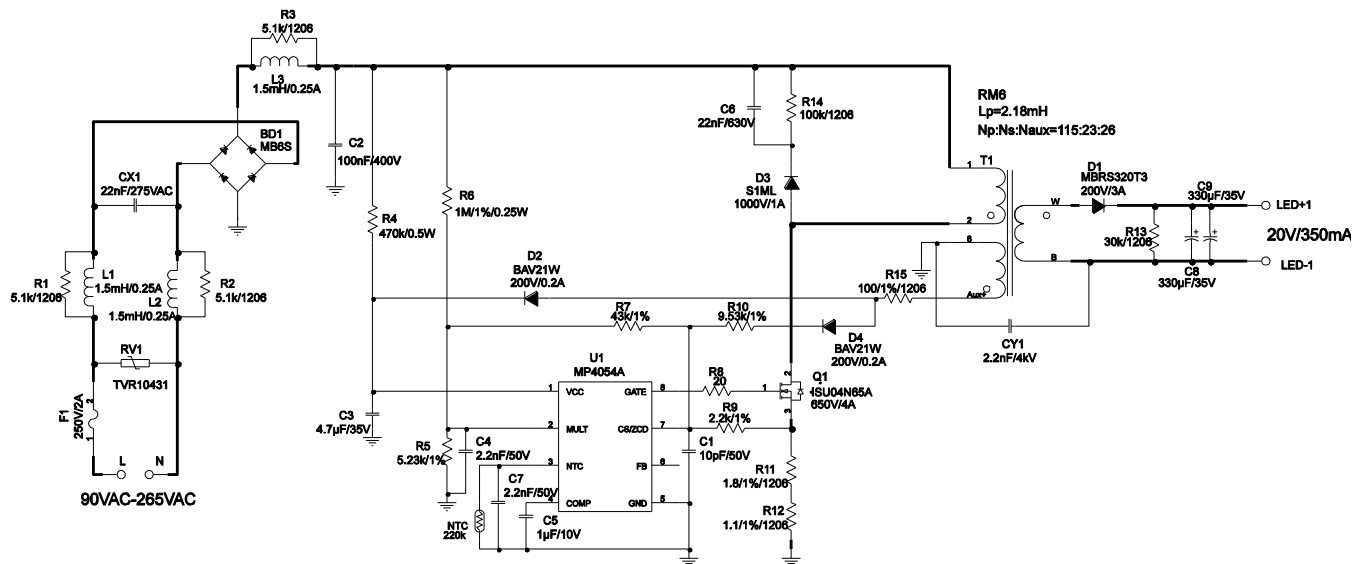 R3
5.1k/1206
L3
1.5mH/0.25A
BD1
MB6S
CX1
22nF/275VAC
R1
5.1k/1206
L1
1.5mH/0.25A
L2
1.5mH/0.25A
R2
5.1k/1206
RV1
TVR10431
F1
250V/2A
2
1
L
N
90VAC-265VAC
C2
100nF/400V
R4
470k/0.5W
R6
1M/1%/0.25W
C6
22nF/630V
R14
100k/1206
D3
S1ML
1000V/1A
RM6
Lp=2.18mH
Np:Ns:Naux=115:23:26
T1
1
2
6
Aux+
W
B
D1
MBRS320T3
200V/3A
R13
30k/1206
C9
330µF/35V
C8
330µF/35V
LED+1
20V/350mA
LED-1
D2
BAV21W
200V/0.2A
R15
100/1%/1206
R7
43k/1%
R10
9.53k/1%
D4
BAV21W
200V/0.2A
CY1
2.2nF/4kV
U1
MP4054A
1
VCC
GATE
8
2
MULT
CS/ZCD
7
3
NTC
FB
6
4
COMP
GND
5
R8
20
1
2
3
Q1
ISU04N65A
650V/4A
R9
2.2k/1%
C3
4.7µF/35V
R5
5.23k/1%
C4
2.2nF/50V
C7
2.2nF/50V
C1
10pF/50V
R11
1.8/1%/1206
R12
1.1/1%/1206
NTC
220k
C5
1µF/10V